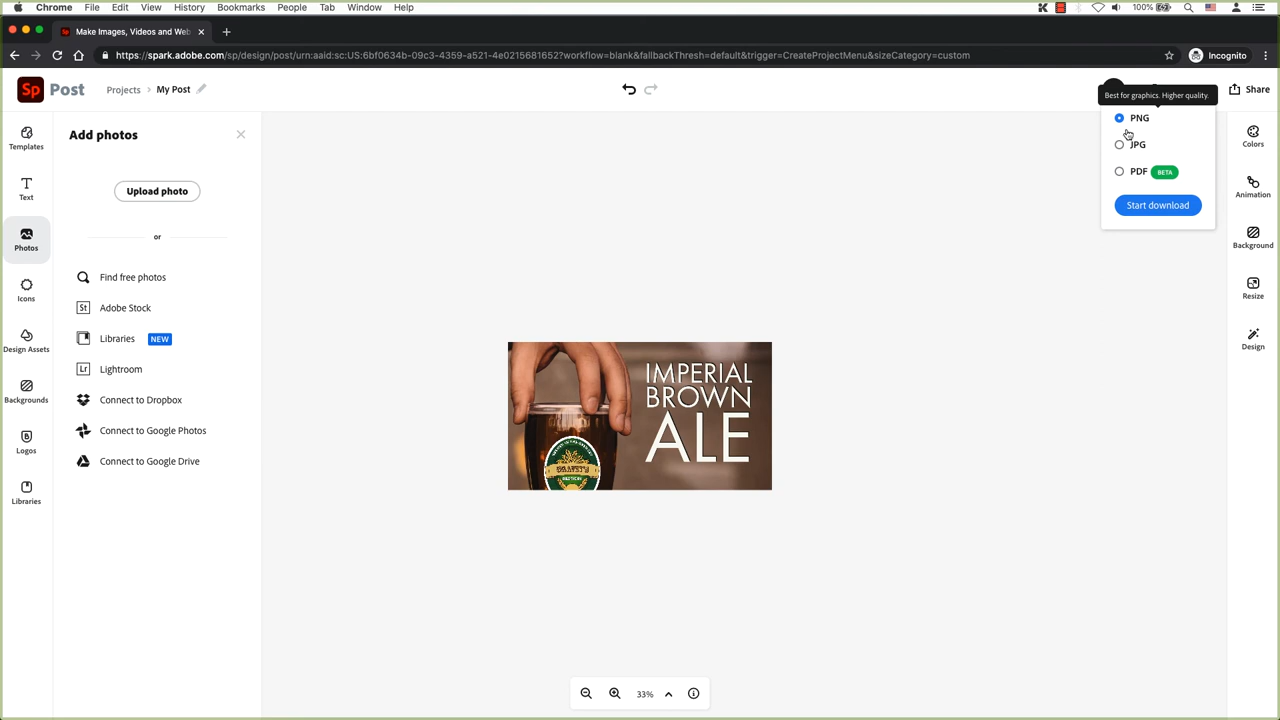 Chrome File Edit View History Bookmarks People Tab Window Help
100%
Sp Make Images, Videos and Web
https://spark.adobe.com/sp/design/post/urn:aaid:sc:US:6bf0634b-09c3-4359-a521-4e0215681652?workflow=blank&fallbackThresh=default&trigger=CreateProjectMenu&sizeCategory=custom
Incognito
Sp Post
Projects > My Post
Share
Best for graphics. Higher quality.
PNG
JPG
PDF BETA
Start download
Templates
Text
Photos
Icons
Design Assets
Backgrounds
Logos
Libraries
Add photos
Upload photo
or
Find free photos
St Adobe Stock
Libraries NEW
Lr Lightroom
Connect to Dropbox
Connect to Google Photos
Connect to Google Drive
IMPERIAL
BROWN
ALE
Colors
Animation
Background
Resize
Design
33%